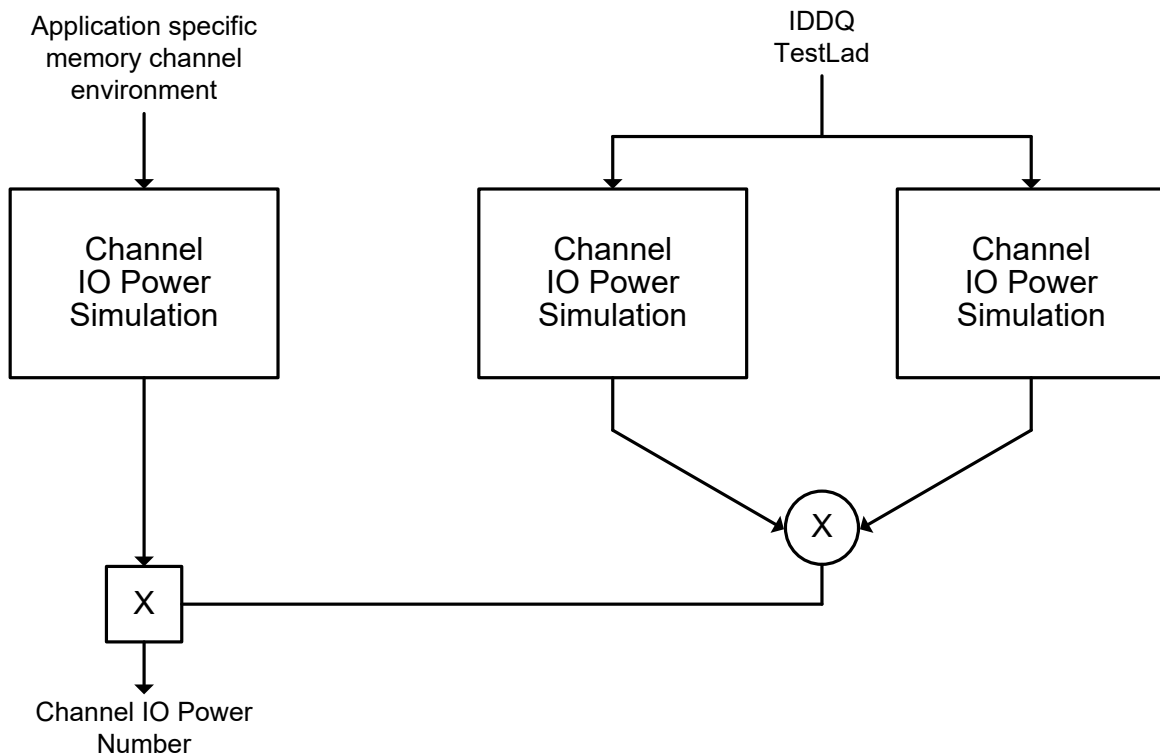 Application specific
memory channel
environment
IDDQ
TestLad
Channel
IO Power
Simulation
Channel
IO Power
Simulation
Channel
IO Power
Simulation
X
X
Channel IO Power
Number